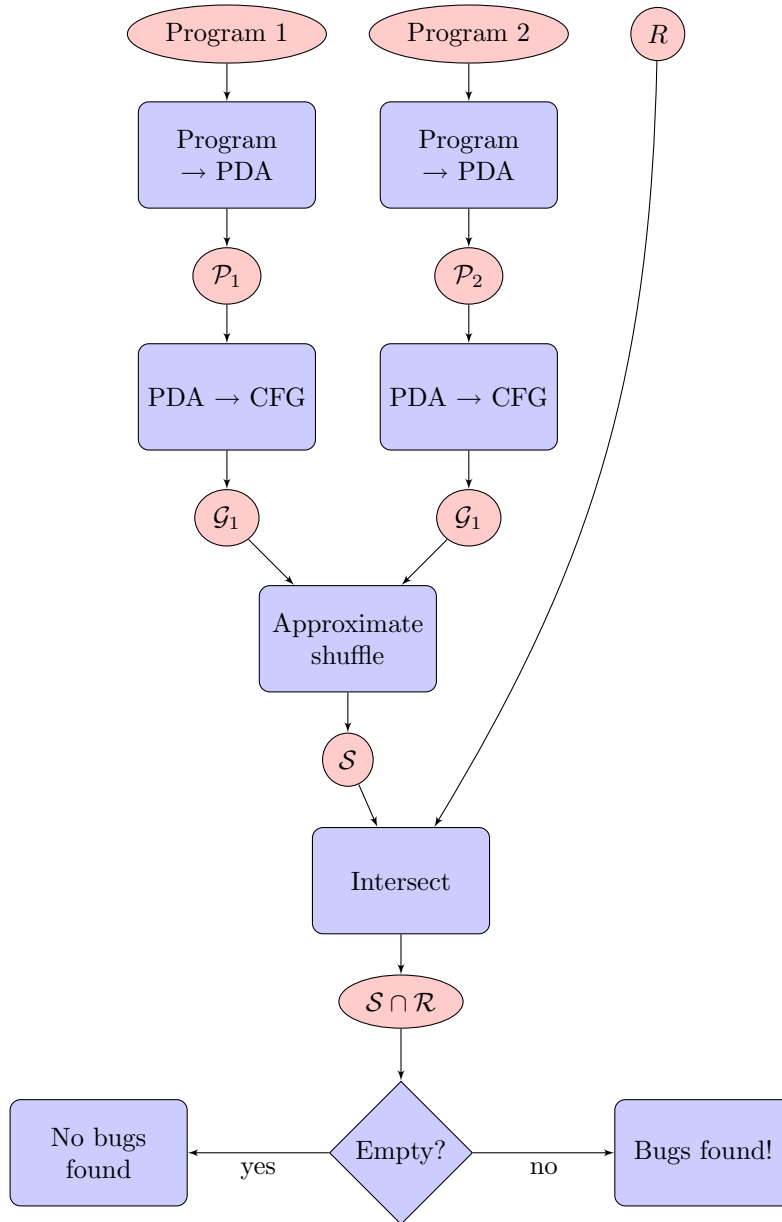 Program 1
Program 2
R
Program
→ PDA
Program
→ PDA
𝒫₁
𝒫₂
PDA → CFG
PDA → CFG
𝒢₁
𝒢₁
Approximate
shuffle
𝒮
Intersect
𝒮 ∩ ℛ
No bugs
found
yes
Empty?
no
Bugs found!